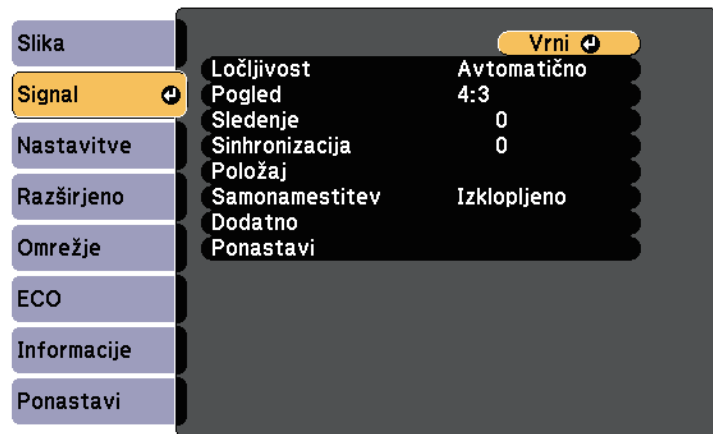 Slika
Signal
Nastavitve
Razširjeno
Omrežje
ECO
Informacije
Ponastavi
Vrni
Ločljivost Avtomatično
Pogled 4:3
Sledenje 0
Sinhronizacija 0
Položaj
Samonamestitev Izklopljeno
Dodatno
Ponastavi